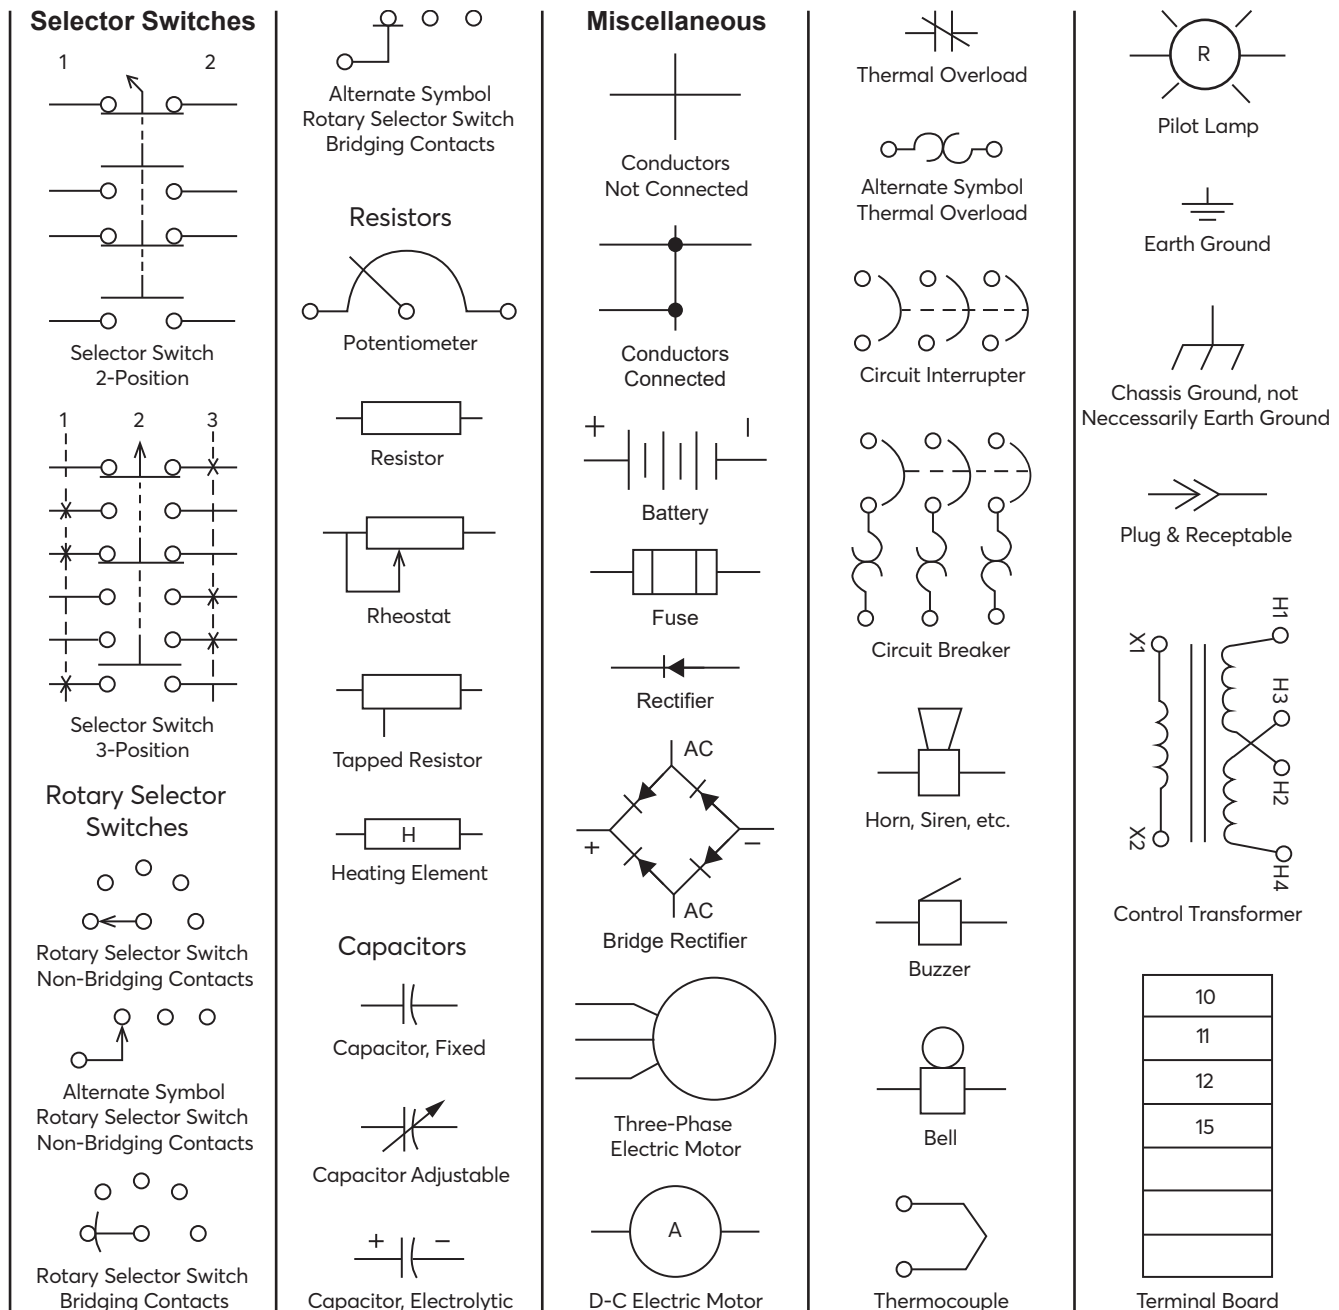 Selector Switches
1 2
Selector Switch
2-Position
1 2 3
Selector Switch
3-Position
Rotary Selector
Switches
Rotary Selector Switch
Non-Bridging Contacts
Alternate Symbol
Rotary Selector Switch
Non-Bridging Contacts
Rotary Selector Switch
Bridging Contacts
Alternate Symbol
Rotary Selector Switch
Bridging Contacts
Resistors
Potentiometer
Resistor
Rheostat
Tapped Resistor
H
Heating Element
Capacitors
Capacitor, Fixed
Capacitor Adjustable
+ −
Capacitor, Electrolytic
Miscellaneous
Conductors
Not Connected
Conductors
Connected
+ |
Battery
Fuse
Rectifier
AC
+ −
AC
Bridge Rectifier
Three-Phase
Electric Motor
A
D-C Electric Motor
Thermal Overload
Alternate Symbol
Thermal Overload
Circuit Interrupter
Circuit Breaker
Horn, Siren, etc.
Buzzer
Bell
Thermocouple
R
Pilot Lamp
Earth Ground
Chassis Ground, not
Neccessarily Earth Ground
Plug & Receptable
H1
X1
H3
H2
X2
H4
Control Transformer
10
11
12
15
Terminal Board